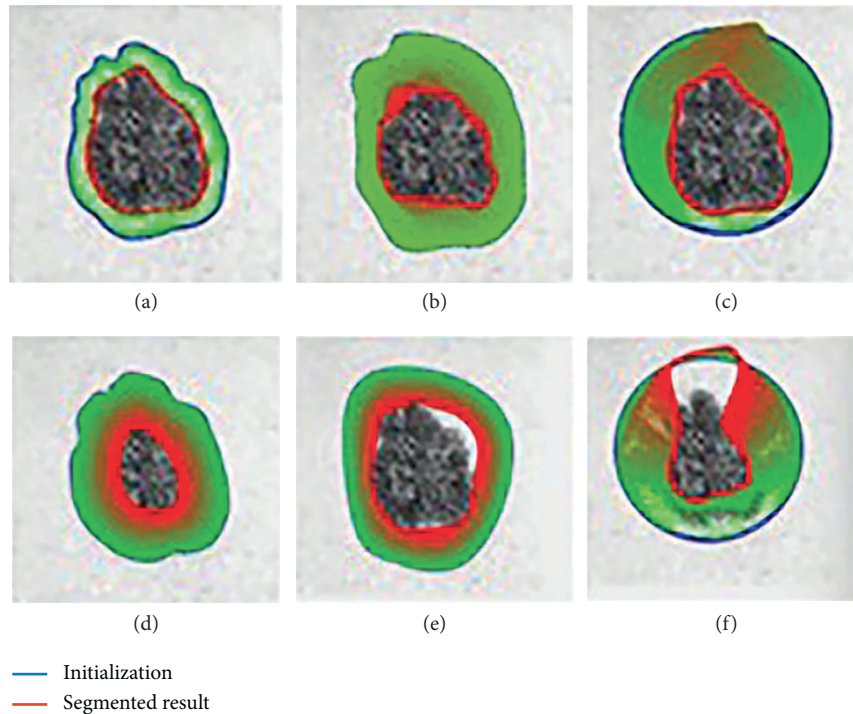 (a)
(b)
(c)
(d)
(e)
(f)
Initialization
Segmented result